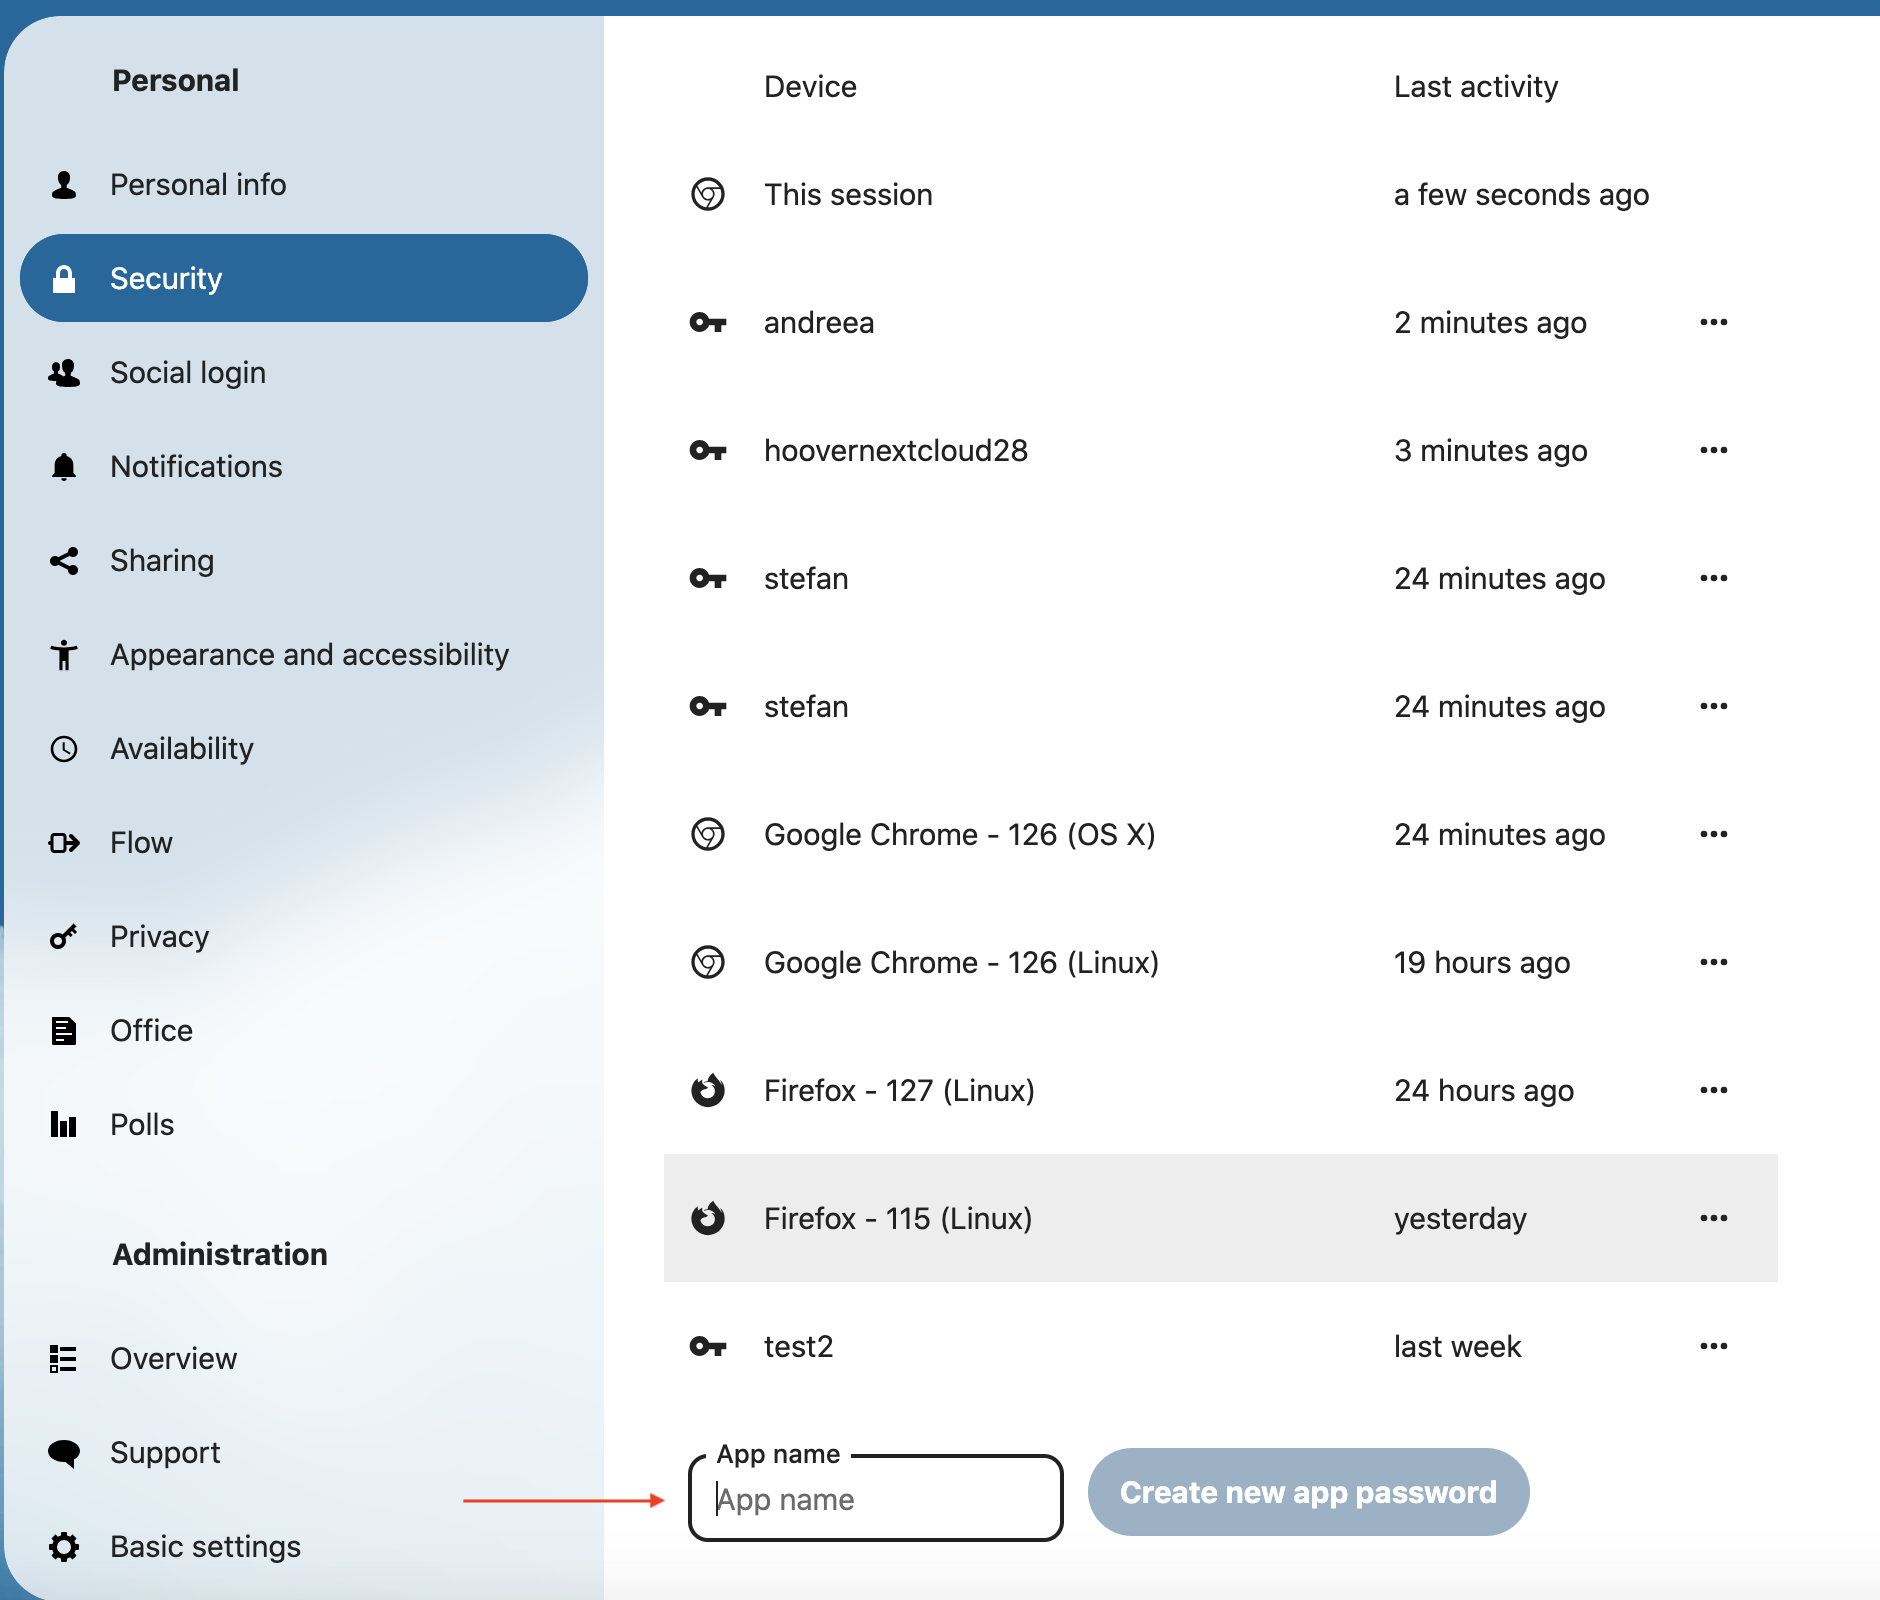 Personal
Personal info
Security
Social login
Notifications
Sharing
Appearance and accessibility
Availability
Flow
Privacy
Office
Polls
Administration
Overview
Support
Basic settings
Device Last activity
This session a few seconds ago
andreea 2 minutes ago
hoovernextcloud28 3 minutes ago
stefan 24 minutes ago
stefan 24 minutes ago
Google Chrome - 126 (OS X) 24 minutes ago
Google Chrome - 126 (Linux) 19 hours ago
Firefox - 127 (Linux) 24 hours ago
Firefox - 115 (Linux) yesterday
test2 last week
App name
App name
Create new app password